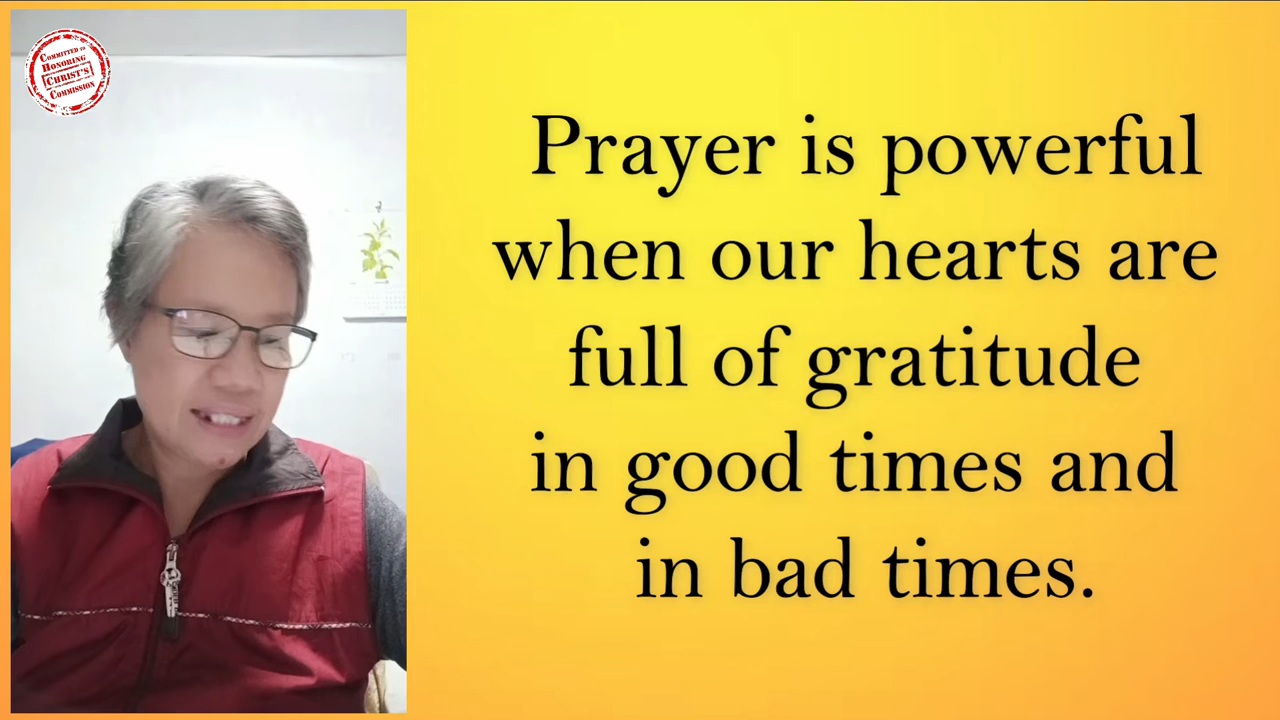 COMMITTED TO
HONORING
CHRIST'S
COMMISSION
Prayer is powerful
when our hearts are
full of gratitude
in good times and
in bad times.